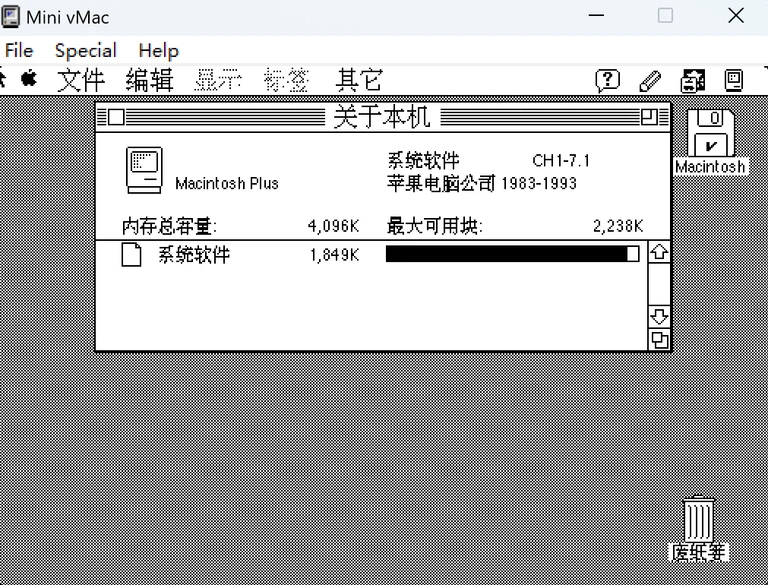 Mini vMac
File Special Help
文件 编辑 显示 标签 其它
关于本机
Macintosh Plus
系统软件 CH1-7.1
苹果电脑公司 1983-1993
内存总容量: 4,096K 最大可用块: 2,238K
系统软件 1,849K
Macintosh
废纸篓